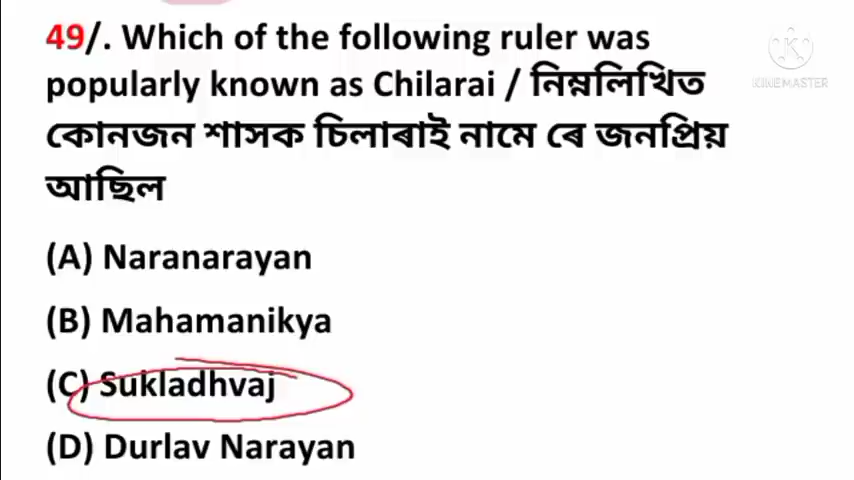 49/. Which of the following ruler was
popularly known as Chilarai / নিম্নলিখিত
কোনজন শাসক চিলাৰাই নামে ৰে জনপ্ৰিয়
আছিল
(A) Naranarayan
(B) Mahamanikya
(C) Sukladhvaj
(D) Durlav Narayan
KINEMASTER